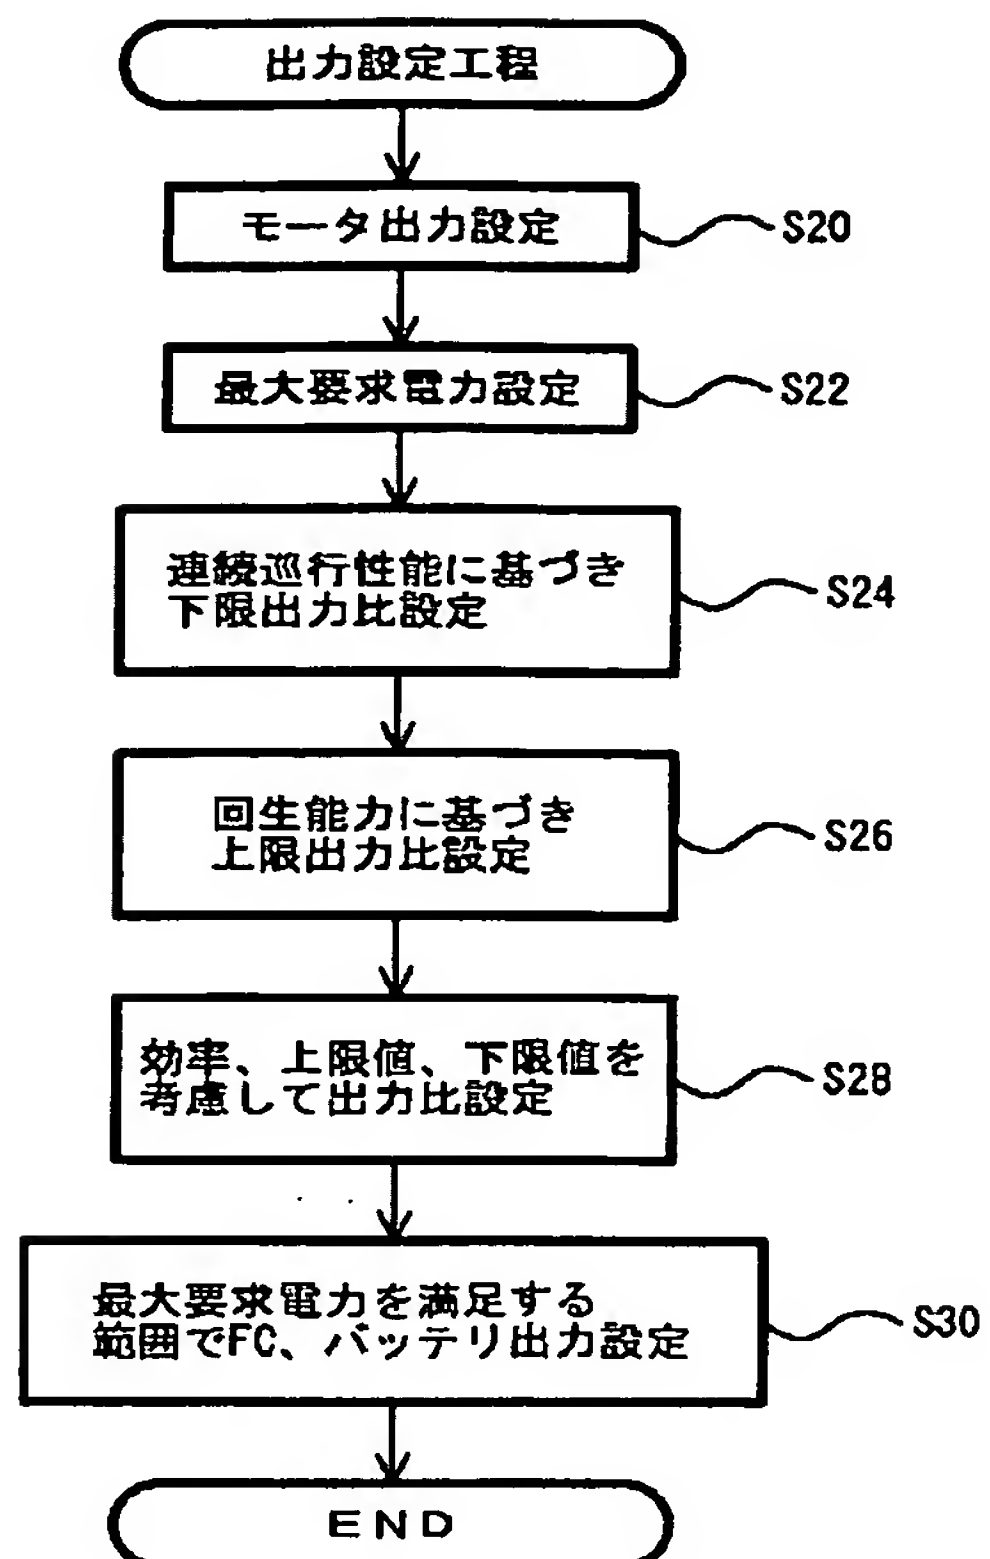 出力設定工程
モータ出力設定
S20
最大要求電力設定
S22
連続巡行性能に基づき
下限出力比設定
S24
回生能力に基づき
上限出力比設定
S26
効率、上限値、下限値を
考慮して出力比設定
S28
最大要求電力を満足する
範囲でFC、バッテリ出力設定
S30
END